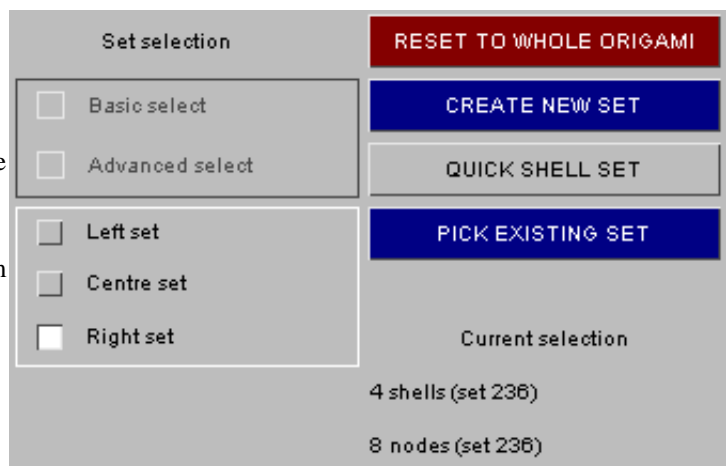 Set selection
RESET TO WHOLE ORIGAMI
Basic select
CREATE NEW SET
e
Advanced select
QUICK SHELL SET
Left set
PICK EXISTING SET
n
Centre set
Right set
Current selection
4 shells (set 236)
8 nodes (set 236)